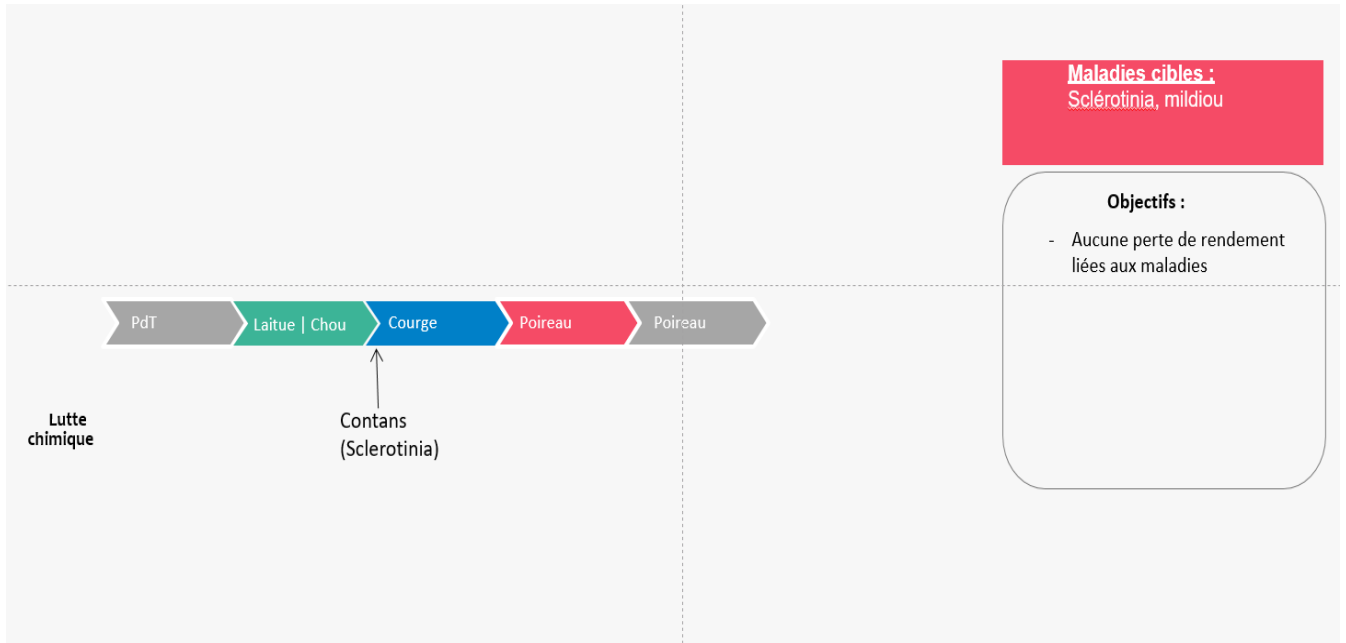 Maladies cibles :
Sclérotinia, mildiou
Objectifs :
- Aucune perte de rendement
liées aux maladies
PdT
Laitue | Chou
Courge
Poireau
Poireau
Lutte
chimique
Contans
(Sclerotinia)